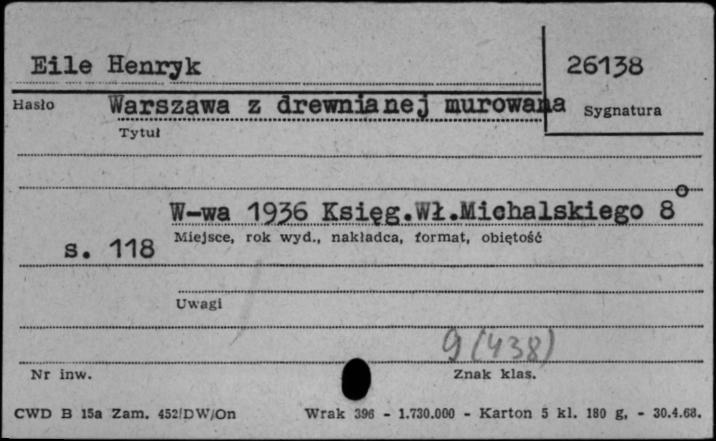 Eile Henryk
26138
Hasło
Warszawa z drewnianej murowana
Sygnatura
Tytuł
W-wa 1936 Księg.Wł.Michalskiego 8°
Miejsce, rok wyd., nakładca, format, objętość
s. 118
Uwagi
9(438)
Nr inw.
Znak klas.
CWD B 15a Zam. 452/DW/On
Wrak 396 - 1.730.000 - Karton 5 kl. 180 g. - 30.4.68.